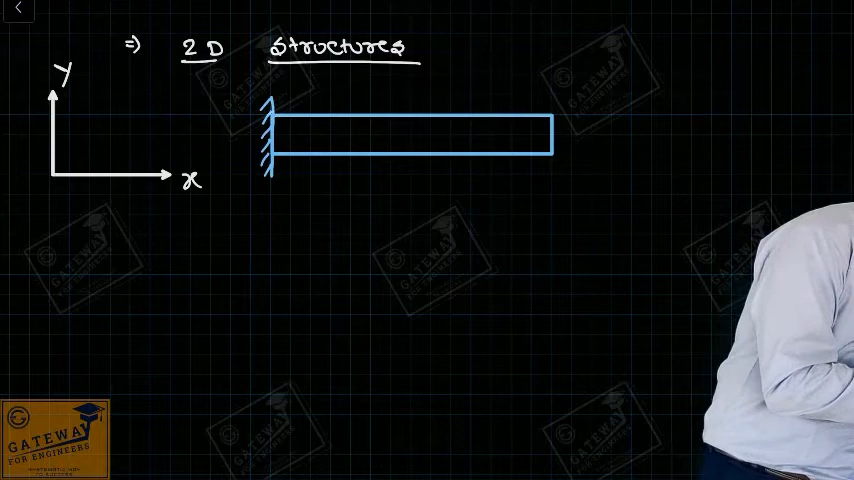 => 2D structures
y
x
GATEWAY
FOR ENGINEERS